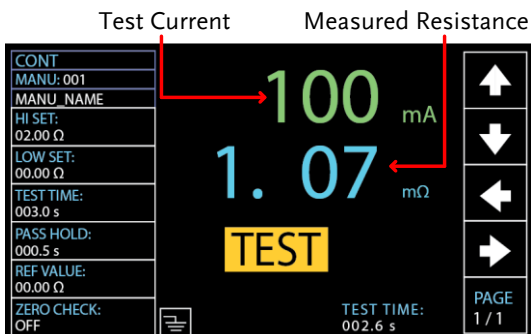 Test Current
Measured Resistance
CONT
MANU: 001
MANU_NAME
HI SET:
02.00 Ω
LOW SET:
00.00 Ω
TEST TIME:
003.0 s
PASS HOLD:
000.5 s
REF VALUE:
00.00 Ω
ZERO CHECK:
OFF
100 mA
1. 07 mΩ
TEST
TEST TIME:
002.6 s
PAGE
1 / 1